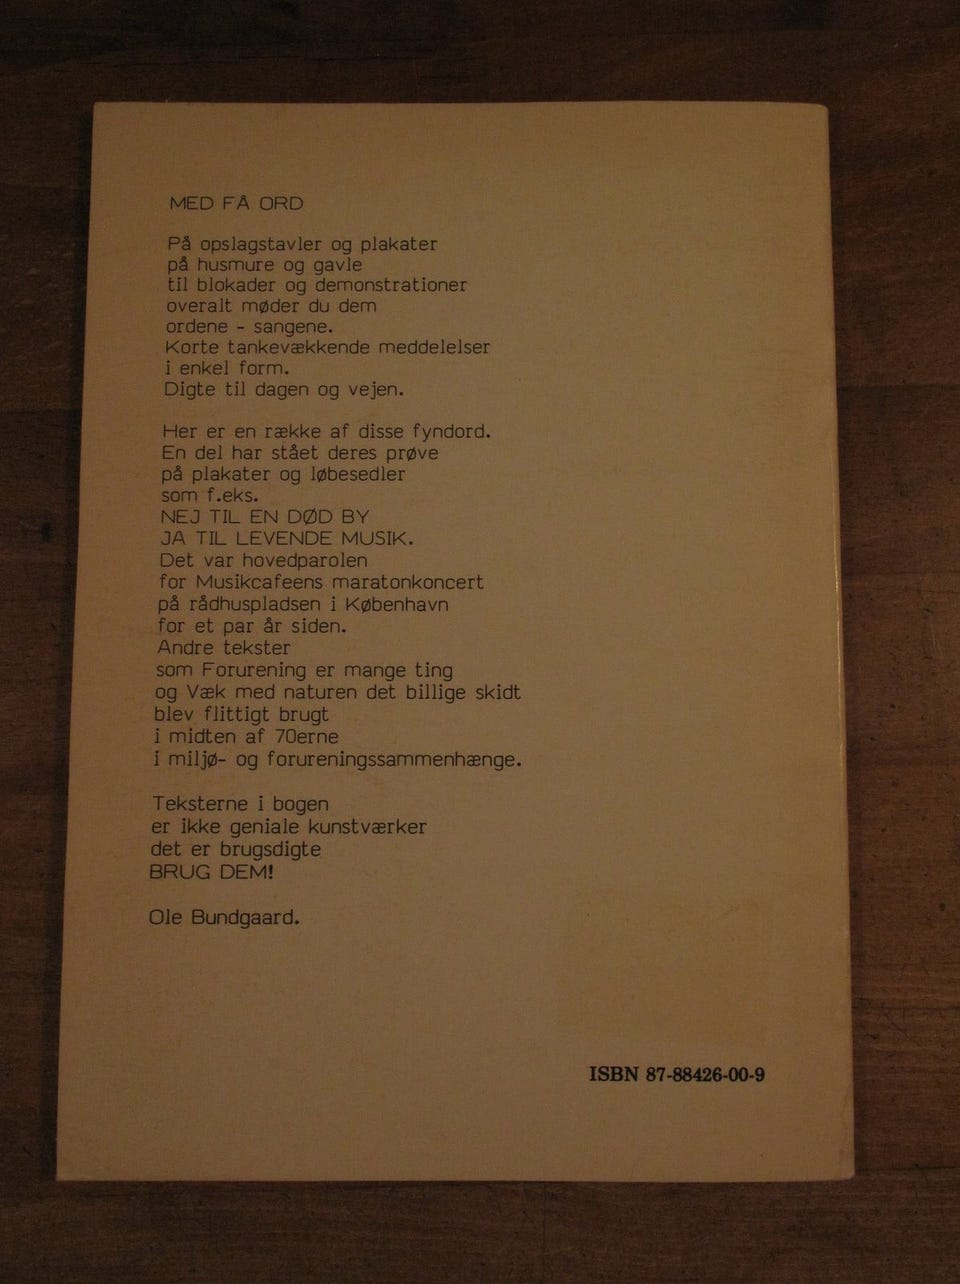 MED FÅ ORD
På opslagstavler og plakater
på husmure og gavle
til blokader og demonstrationer
overalt møder du dem
ordene - sangene.
Korte tankevækkende meddelelser
i enkel form.
Digte til dagen og vejen.
Her er en række af disse fyndord.
En del har stået deres prøve
på plakater og løbesedler
som f.eks.
NEJ TIL EN DØD BY
JA TIL LEVENDE MUSIK.
Det var hovedparolen
for Musikcafeens maratonkoncert
på rådhuspladsen i København
for et par år siden.
Andre tekster
som Forurening er mange ting
og Væk med naturen det billige skidt
blev flittigt brugt
i midten af 70erne
i miljø- og forureningssammenhænge.
Teksterne i bogen
er ikke geniale kunstværker
det er brugsdigte
BRUG DEM!
Ole Bundgaard.
ISBN 87-88426-00-9